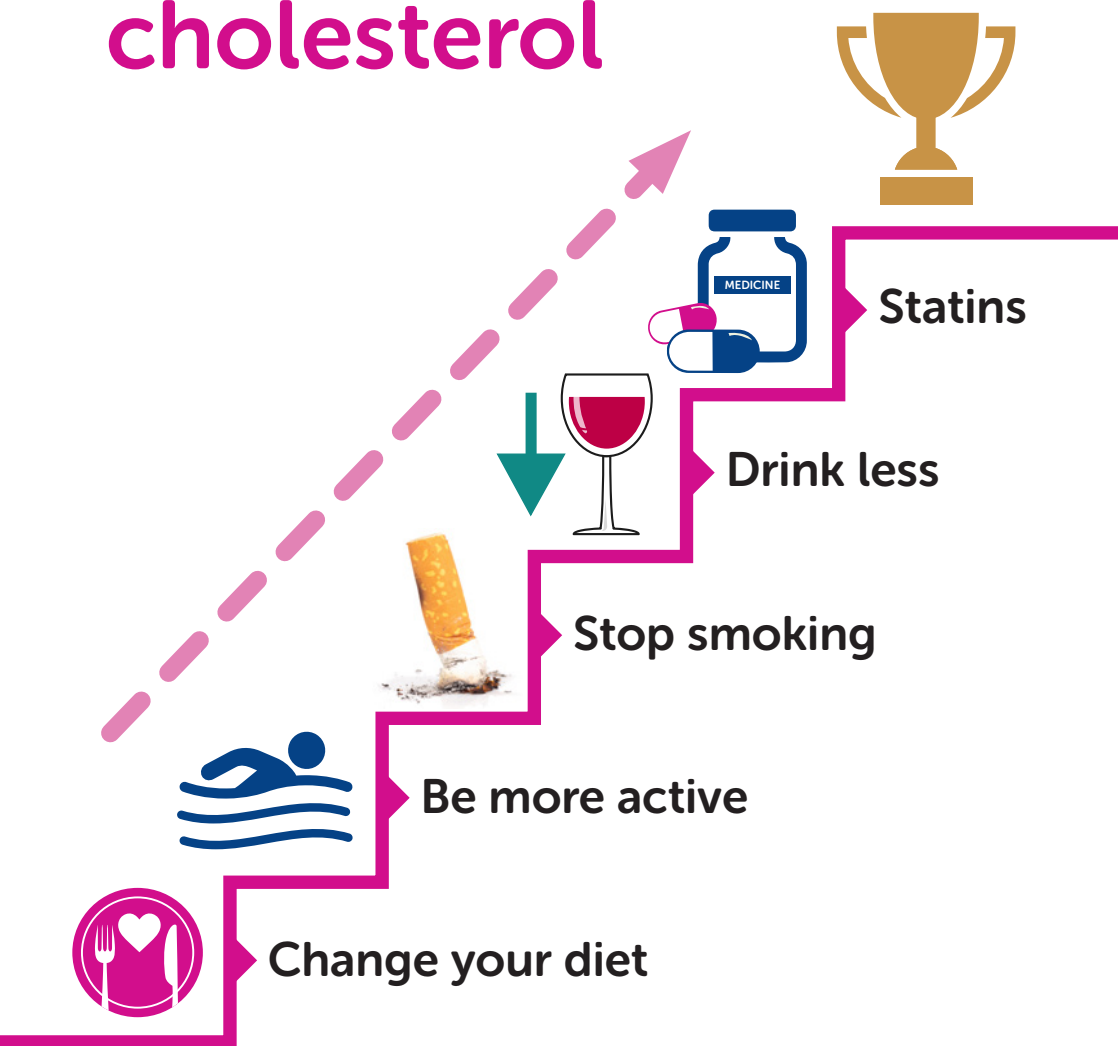 cholesterol
MEDICINE
Statins
Drink less
Stop smoking
Be more active
Change your diet